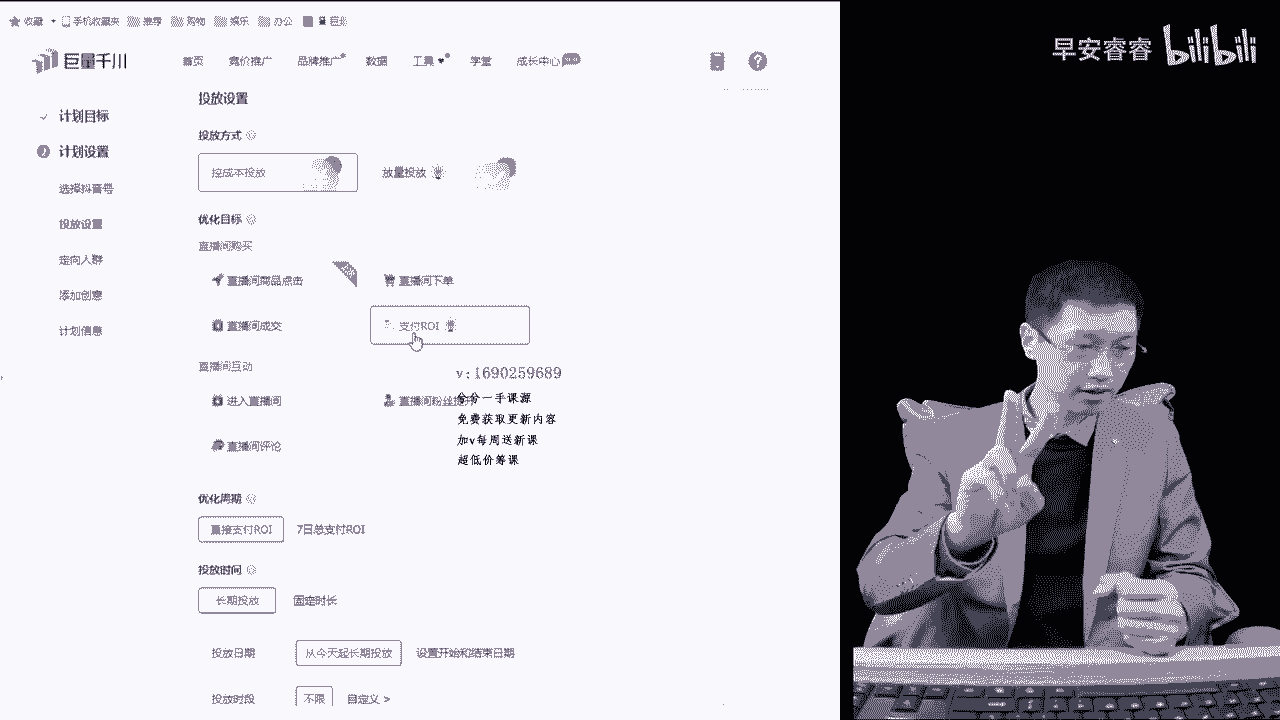 收藏 手机收藏夹 推荐 购物 娱乐 办公
巨量千川 首页 竞价推广 品牌推广 数据 工具 学堂 成长中心
早安睿睿 bilibili
计划目标
计划设置
选择抖音号
投放设置
定向人群
添加创意
计划信息
投放设置
投放方式
控成本投放 放量投放
优化目标
直播间购买
直播间商品点击 直播间下单
直播间成交 支付ROI
直播间互动
进入直播间 直播间粉丝
直播间评论
v:1690259689
一手课源
免费获取更新内容
加v每周送新课
超低价筹课
优化周期
直接支付ROI 7日总支付ROI
投放时间
长期投放 固定时长
投放日期 从今天起长期投放 设置开始和结束日期
投放时段 不限 自定义 >